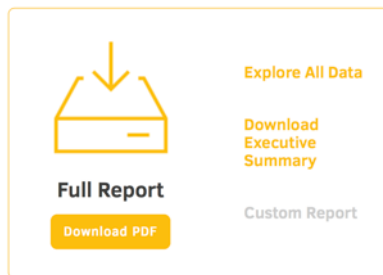 Full Report
Download PDF
Explore All Data
Download
Executive
Summary
Custom Report